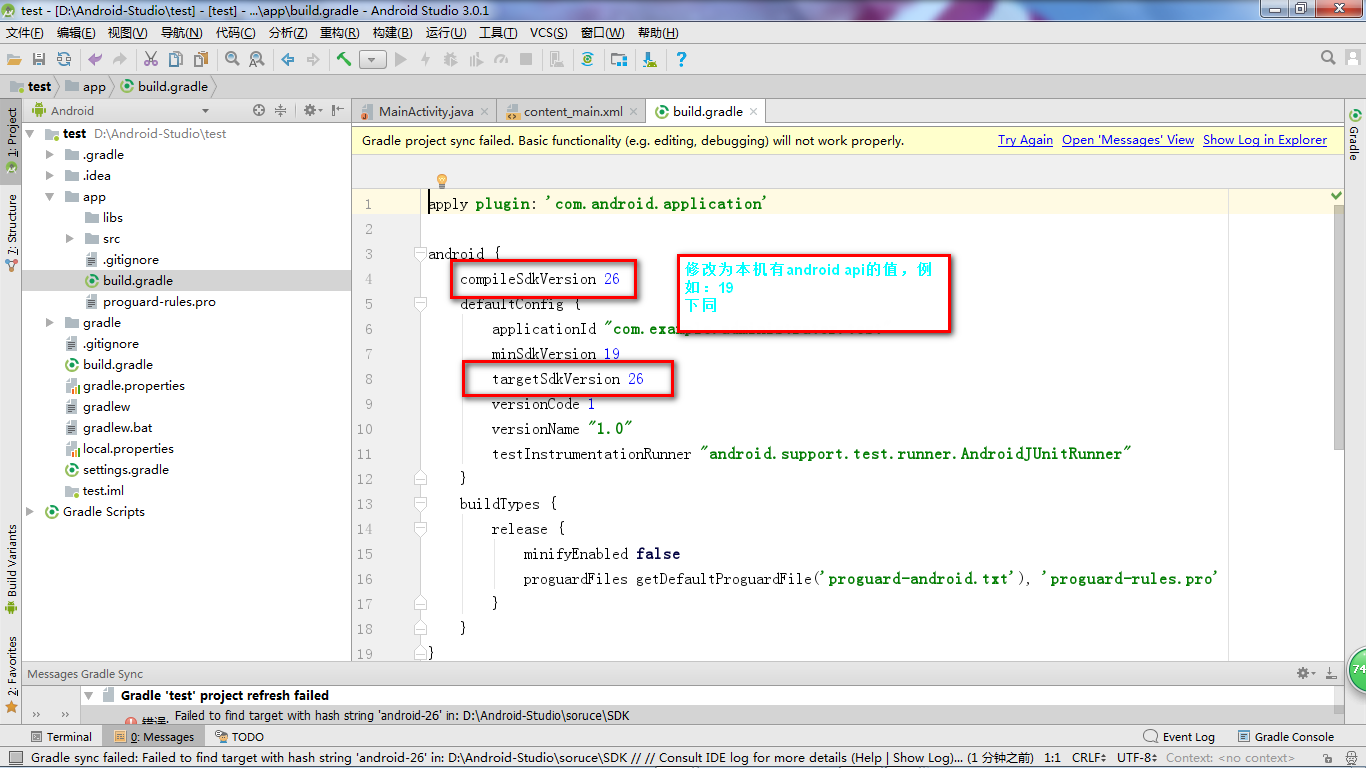 test - [D:\Android-Studio\test] - [test] - ...\app\build.gradle - Android Studio 3.0.1
文件(F) 编辑(E) 视图(V) 导航(N) 代码(C) 分析(Z) 重构(R) 构建(B) 运行(U) 工具(T) VCS(S) 窗口(W) 帮助(H)
test app build.gradle
1: Project
7: Structure
Build Variants
2: Favorites
Android
test D:\Android-Studio\test
.gradle
.idea
app
libs
src
.gitignore
build.gradle
proguard-rules.pro
gradle
.gitignore
build.gradle
gradle.properties
gradlew
gradlew.bat
local.properties
settings.gradle
test.iml
Gradle Scripts
MainActivity.java content_main.xml build.gradle
Gradle project sync failed. Basic functionality (e.g. editing, debugging) will not work properly. Try Again Open 'Messages' View Show Log in Explorer
1 apply plugin: 'com.android.application'
2
3 android {
4 compileSdkVersion 26
5 defaultConfig {
6 applicationId "com.exa
7 minSdkVersion 19
8 targetSdkVersion 26
9 versionCode 1
10 versionName "1.0"
11 testInstrumentationRunner "android.support.test.runner.AndroidJUnitRunner"
12 }
13 buildTypes {
14 release {
15 minifyEnabled false
16 proguardFiles getDefaultProguardFile('proguard-android.txt'), 'proguard-rules.pro'
17 }
18 }
19 }
修改为本机有android api的值，例
如：19
下同
Gradle
74
Messages Gradle Sync
Gradle 'test' project refresh failed
错误: Failed to find target with hash string 'android-26' in: D:\Android-Studio\soruce\SDK
Terminal 0: Messages TODO Event Log Gradle Console
Gradle sync failed: Failed to find target with hash string 'android-26' in: D:\Android-Studio\soruce\SDK // // Consult IDE log for more details (Help | Show Log)... (1 分钟之前) 1:1 CRLF UTF-8 Context: <no context>